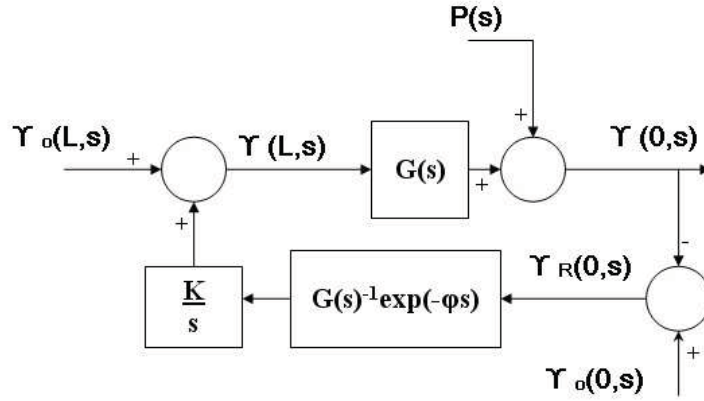 P(s)
ϒ o(L,s)
ϒ (L,s)
ϒ (0,s)
+
+
+
+
G(s)
-
+
ϒ R(0,s)
K
s
G(s)-1exp(-φs)
ϒ o(0,s)